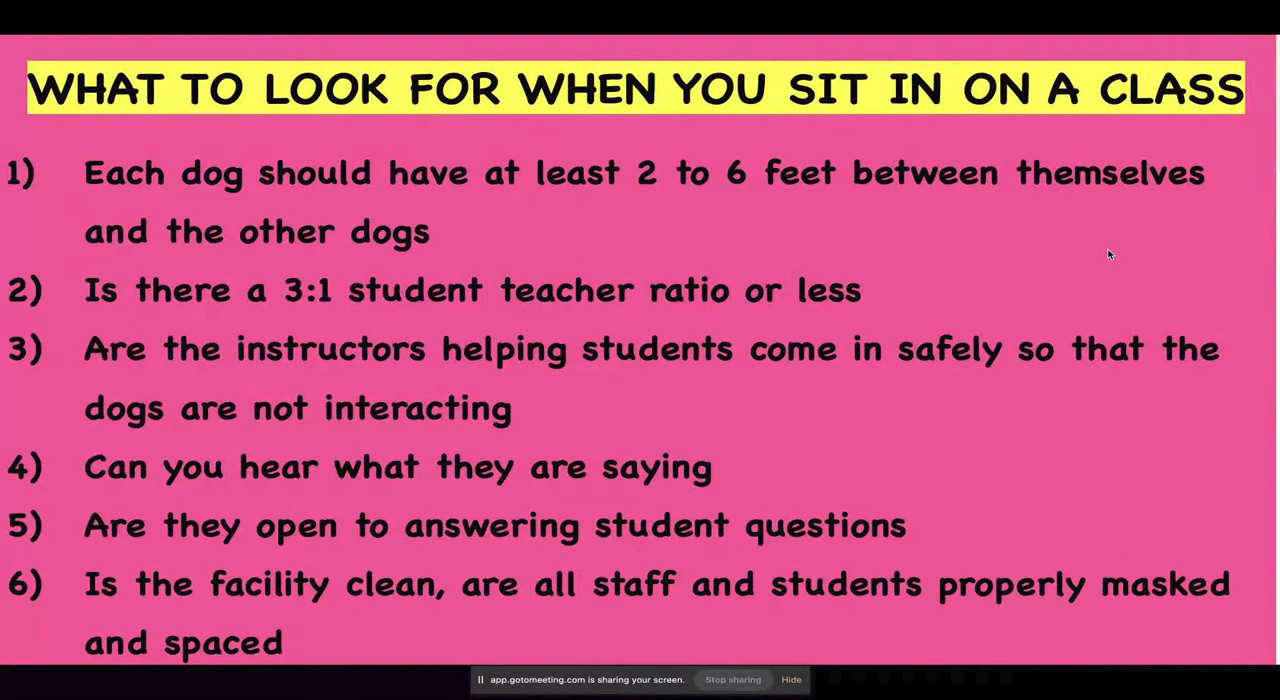 WHAT TO LOOK FOR WHEN YOU SIT IN ON A CLASS
1) Each dog should have at least 2 to 6 feet between themselves
and the other dogs
2) Is there a 3:1 student teacher ratio or less
3) Are the instructors helping students come in safely so that the
dogs are not interacting
4) Can you hear what they are saying
5) Are they open to answering student questions
6) Is the facility clean, are all staff and students properly masked
and spaced
app.gotomeeting.com is sharing your screen. Stop sharing Hide